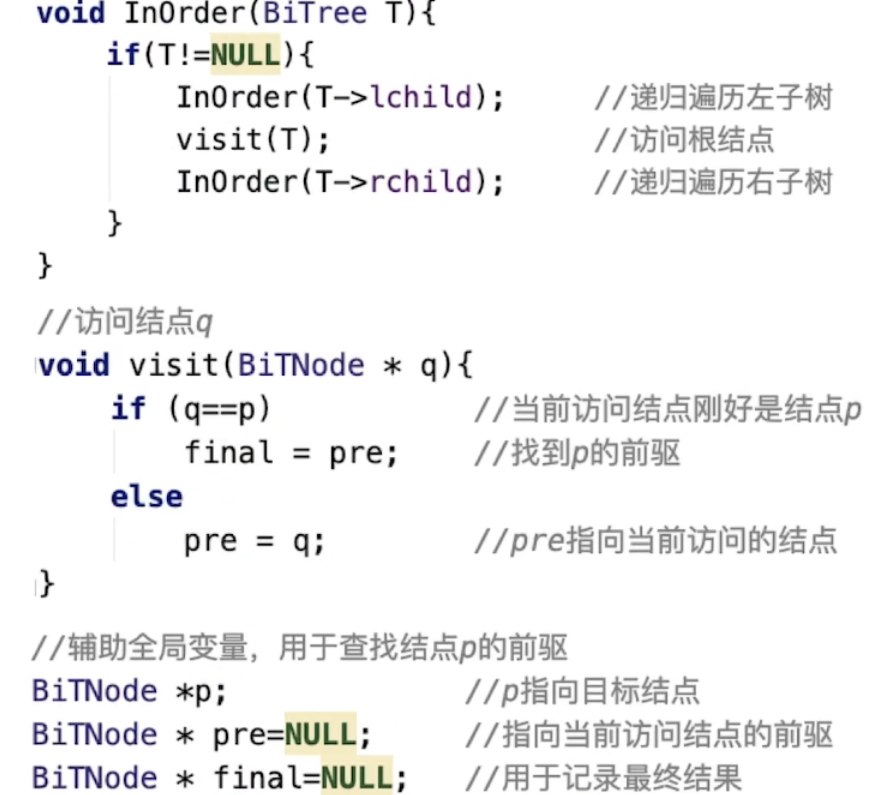 void InOrder(BiTree T){
if(T!=NULL){
InOrder(T->lchild); //递归遍历左子树
visit(T); //访问根结点
InOrder(T->rchild); //递归遍历右子树
}
}
//访问结点q
void visit(BiTNode * q){
if (q==p) //当前访问结点刚好是结点p
final = pre; //找到p的前驱
else
pre = q; //pre指向当前访问的结点
}
//辅助全局变量，用于查找结点p的前驱
BiTNode *p; //p指向目标结点
BiTNode * pre=NULL; //指向当前访问结点的前驱
BiTNode * final=NULL; //用于记录最终结果